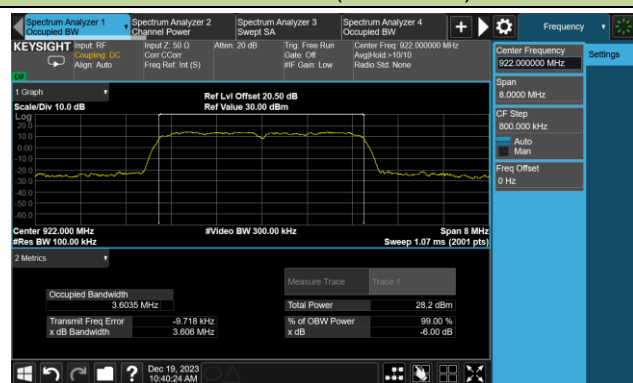 Spectrum Analyzer 1
Occupied BW
Spectrum Analyzer 2
Channel Power
Spectrum Analyzer 3
Swept SA
Spectrum Analyzer 4
Occupied BW
Frequency
KEYSIGHT
Input: RF
Coupling: DC
Align: Auto
Input Z: 50 Ω
Corr CCorr
Freq Ref: Int (S)
Atten: 20 dB
Trig: Free Run
Gate: Off
#IF Gain: Low
Center Freq: 922.000000 MHz
Avg|Hold:>10/10
Radio Std: None
LV
Center Frequency
922.000000 MHz
Settings
Span
8.0000 MHz
CF Step
800.000 kHz
Auto
Man
Freq Offset
0 Hz
1 Graph
Scale/Div 10.0 dB
Ref Lvl Offset 20.50 dB
Ref Value 30.00 dBm
Log
20.0
10.0
0.00
-10.0
-20.0
-30.0
-40.0
-50.0
-60.0
Center 922.000 MHz
#Res BW 100.00 kHz
#Video BW 300.00 kHz
Span 8 MHz
Sweep 1.07 ms (2001 pts)
2 Metrics
Measure Trace
Trace 1
Occupied Bandwidth
3.6035 MHz
Total Power
28.2 dBm
Transmit Freq Error
-9.718 kHz
% of OBW Power
99.00 %
x dB Bandwidth
3.606 MHz
x dB
-6.00 dB
?
Dec 19, 2023
10:40:24 AM